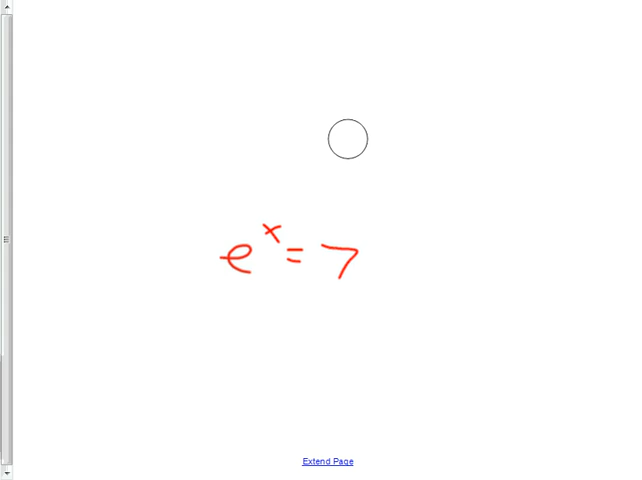 e^x = 7
Extend Page